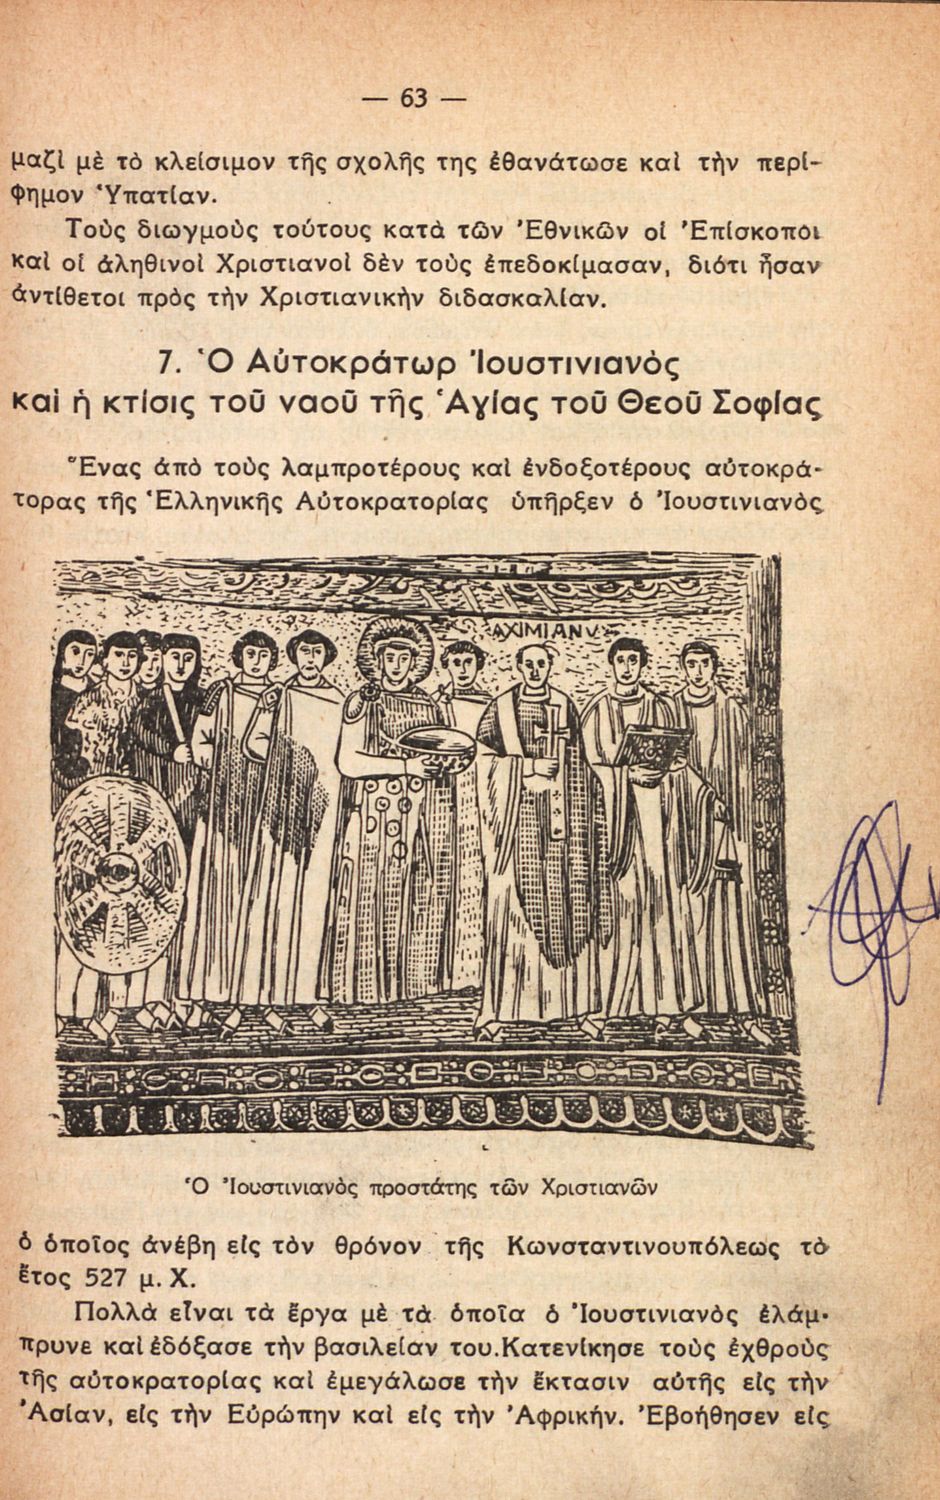 — 63 —
μαζὶ μὲ τὸ κλείσιμον τῆς σχολῆς της ἐθανάτωσε καὶ τὴν περί-
φημον Ὑπατίαν.
Τοὺς διωγμοὺς τούτους κατὰ τῶν Ἐθνικῶν οἱ Ἐπίσκοποι
καὶ οἱ ἀληθινοὶ Χριστιανοὶ δὲν τοὺς ἐπεδοκίμασαν, διότι ἦσαν
ἀντίθετοι πρὸς τὴν Χριστιανικὴν διδασκαλίαν.
7. Ὁ Αὐτοκράτωρ Ἰουστινιανὸς
καὶ ἡ κτίσις τοῦ ναοῦ τῆς Ἁγίας τοῦ Θεοῦ Σοφίας
Ἕνας ἀπὸ τοὺς λαμπροτέρους καὶ ἐνδοξοτέρους αὐτοκρά-
τορας τῆς Ἑλληνικῆς Αὐτοκρατορίας ὑπῆρξεν ὁ Ἰουστινιανὸς
ΑXIMIANVS
Ὁ Ἰουστινιανὸς προστάτης τῶν Χριστιανῶν
ὁ ὁποῖος ἀνέβη εἰς τὸν θρόνον τῆς Κωνσταντινουπόλεως τὸ
ἔτος 527 μ. Χ.
Πολλὰ εἶναι τὰ ἔργα μὲ τὰ ὁποῖα ὁ Ἰουστινιανὸς ἐλάμ-
πρυνε καὶ ἐδόξασε τὴν βασιλείαν του. Κατενίκησε τοὺς ἐχθροὺς
τῆς αὐτοκρατορίας καὶ ἐμεγάλωσε τὴν ἔκτασιν αὐτῆς εἰς τὴν
Ἀσίαν, εἰς τὴν Εὐρώπην καὶ εἰς τὴν Ἀφρικήν. Ἐβοήθησεν εἰς